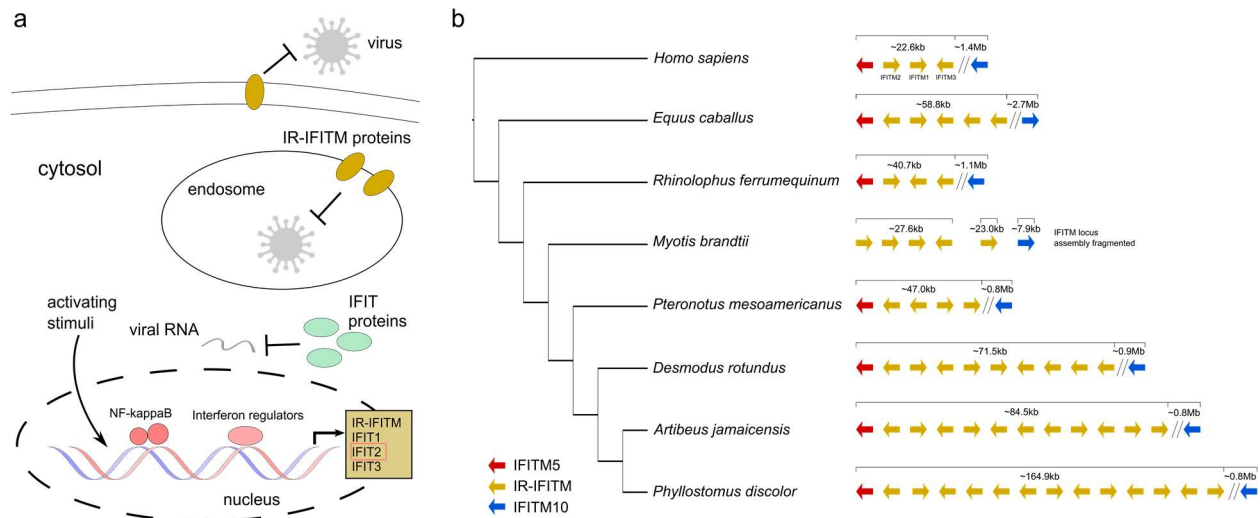 a
virus
IR-IFITM proteins
cytosol
endosome
activating
stimuli
IFIT
proteins
viral RNA
NF-kappaB
Interferon regulators
IR-IFITM
IFIT1
IFIT2
IFIT3
nucleus
b
Homo sapiens
~22.6kb
~1.4Mb
IFITM2
IFITM1
IFITM3
Equus caballus
~58.8kb
~2.7Mb
Rhinolophus ferrumequinum
~40.7kb
~1.1Mb
Myotis brandtii
~27.6kb
~23.0kb
~7.9kb
IFITM locus
assembly fragmented
Pteronotus mesoamericanus
~47.0kb
~0.8Mb
Desmodus rotundus
~71.5kb
~0.9Mb
Artibeus jamaicensis
~84.5kb
~0.8Mb
Phyllostomus discolor
~164.9kb
~0.8Mb
IFITM5
IR-IFITM
IFITM10